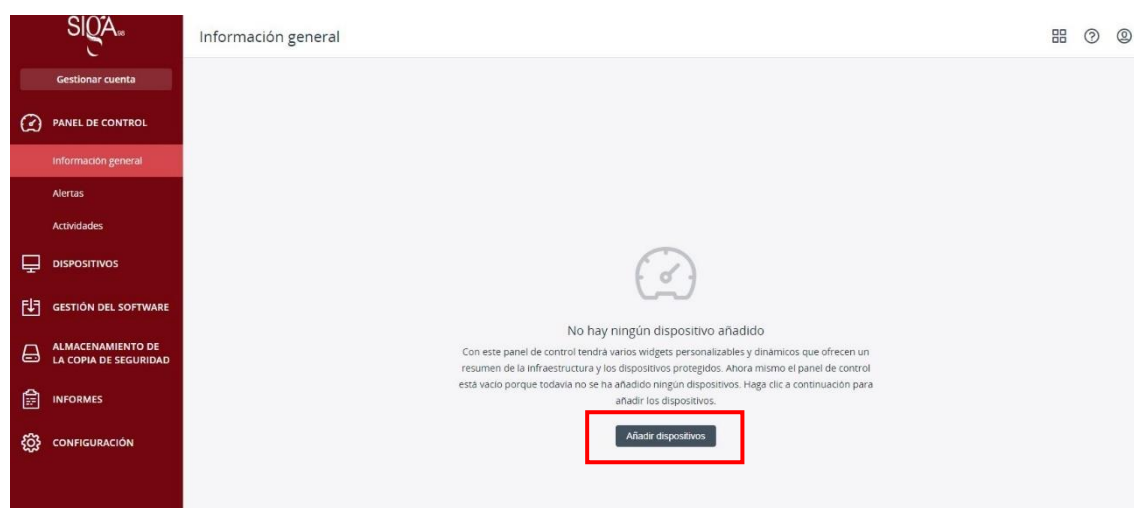 SIQA 98
Información general
Gestionar cuenta
PANEL DE CONTROL
Información general
Alertas
Actividades
DISPOSITIVOS
GESTIÓN DEL SOFTWARE
ALMACENAMIENTO DE
LA COPIA DE SEGURIDAD
INFORMES
CONFIGURACIÓN
No hay ningún dispositivo añadido
Con este panel de control tendrá varios widgets personalizables y dinámicos que ofrecen un
resumen de la infraestructura y los dispositivos protegidos. Ahora mismo el panel de control
está vacío porque todavía no se ha añadido ningún dispositivos. Haga clic a continuación para
añadir los dispositivos.
Añadir dispositivos